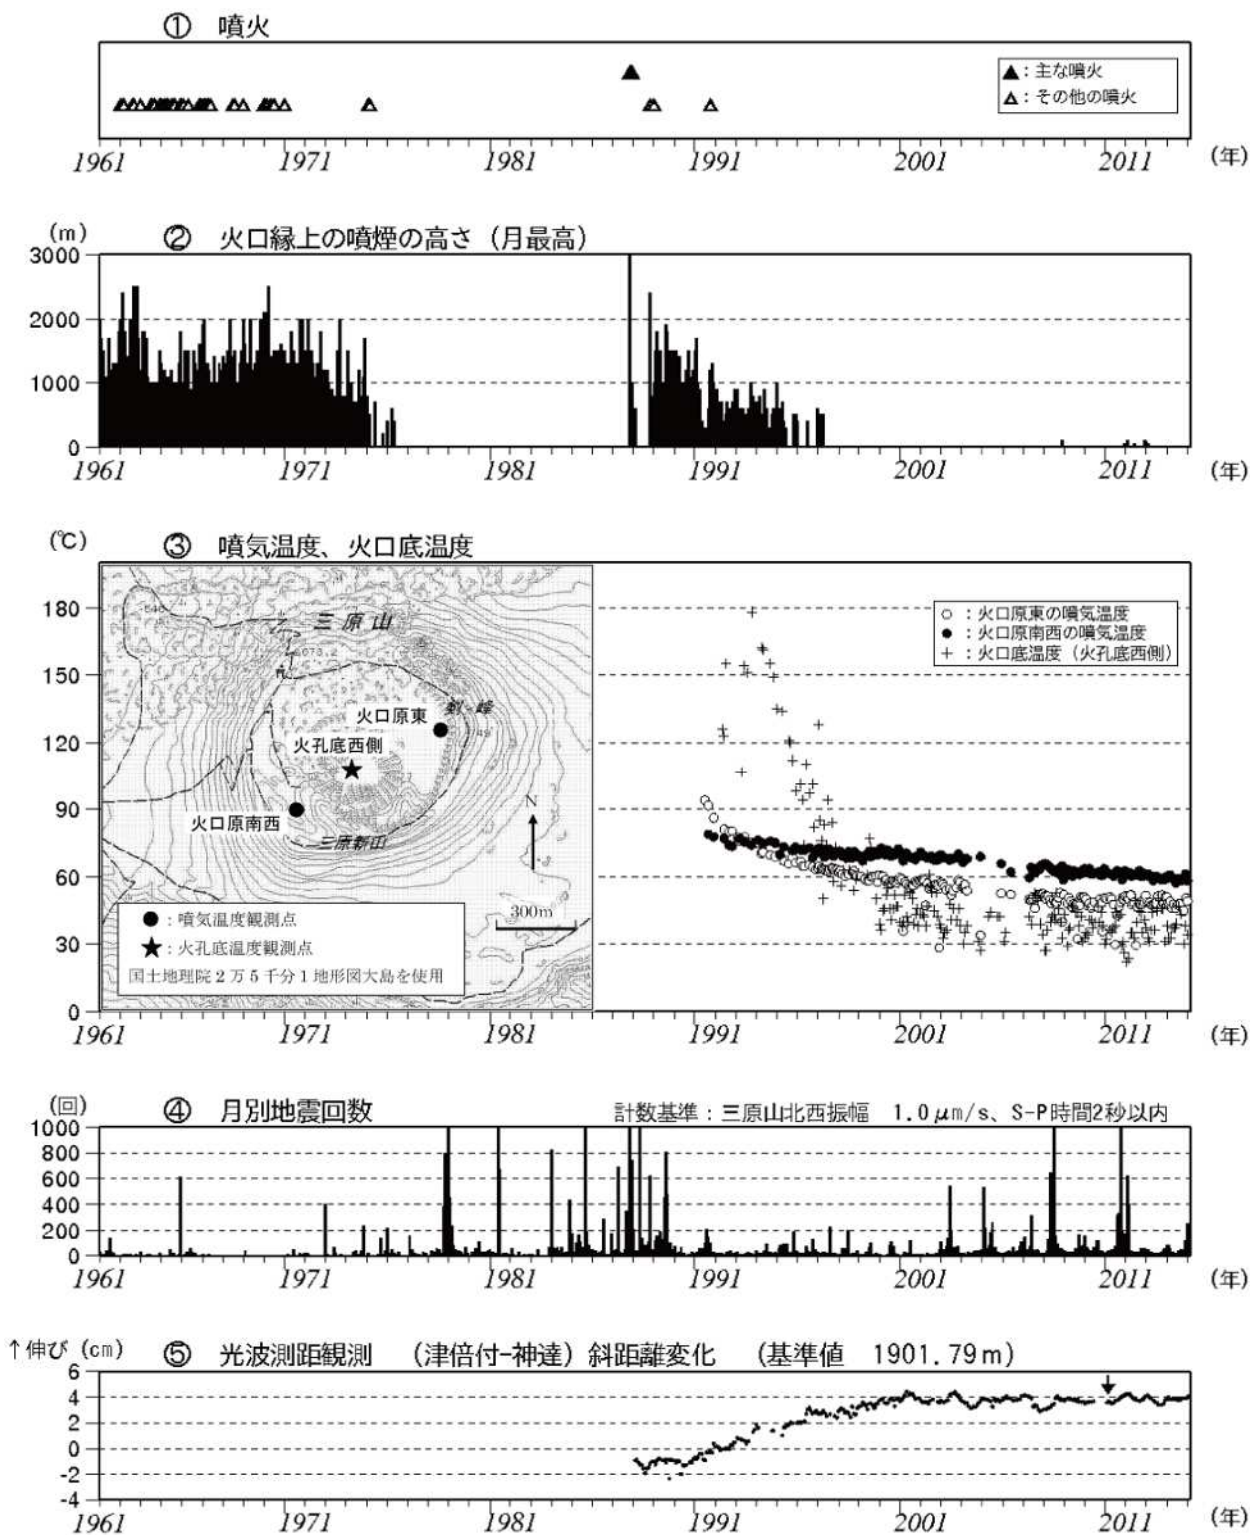 ① 噴火
▲：主な噴火
△：その他の噴火
1961 1971 1981 1991 2001 2011 (年)
(m) ② 火口縁上の噴煙の高さ（月最高）
3000
2000
1000
0
1961 1971 1981 1991 2001 2011 (年)
(℃) ③ 噴気温度、火口底温度
180
150
120
90
60
30
0
○：火口原東の噴気温度
●：火口原南西の噴気温度
＋：火口底温度（火孔底西側）
三原山
剣ヶ峰
火口原東
火孔底西側
火口原南西
三原新山
N
300m
●：噴気温度観測点
★：火孔底温度観測点
国土地理院２万５千分１地形図大島を使用
1961 1971 1981 1991 2001 2011 (年)
(回) ④ 月別地震回数 計数基準：三原山北西振幅 1.0μm/s、S-P時間2秒以内
1000
800
600
400
200
0
1961 1971 1981 1991 2001 2011 (年)
↑伸び (cm) ⑤ 光波測距観測 （津倍付-神達）斜距離変化 （基準値 1901.79m）
6
4
2
0
-2
-4
1961 1971 1981 1991 2001 2011 (年)